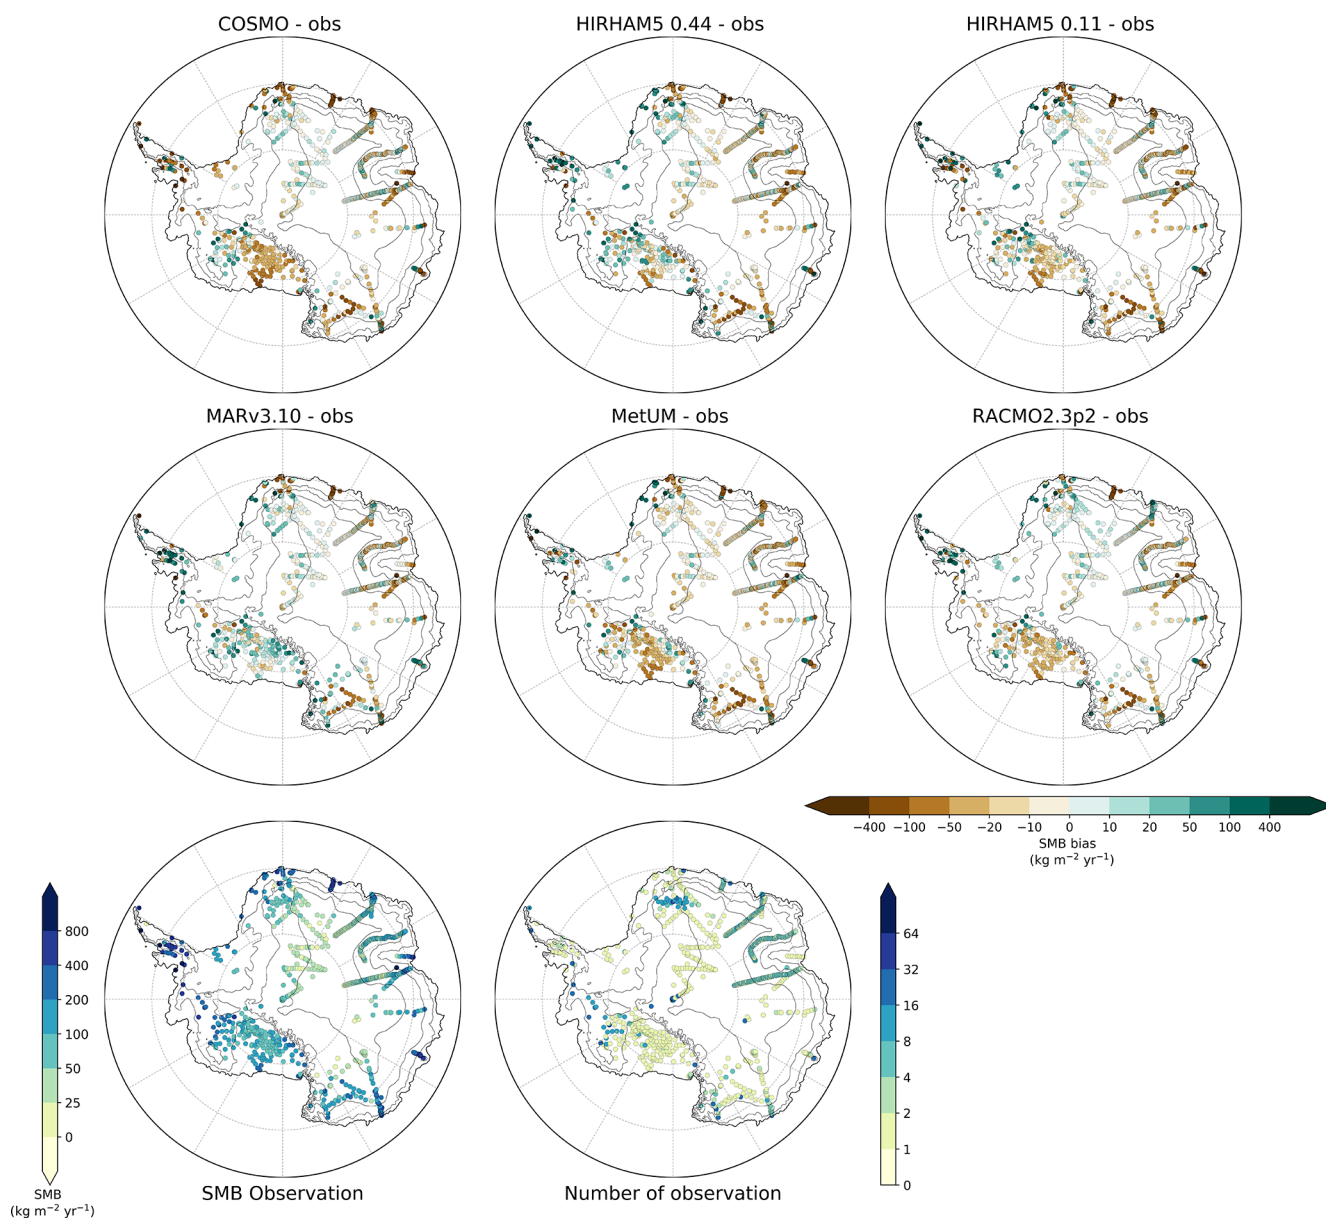 COSMO - obs
HIRHAM5 0.44 - obs
HIRHAM5 0.11 - obs
MARv3.10 - obs
MetUM - obs
RACMO2.3p2 - obs
−400 −100 −50 −20 −10 0 10 20 50 100 400
SMB bias
(kg m⁻² yr⁻¹)
800
400
200
100
50
25
0
SMB
(kg m⁻² yr⁻¹)
SMB Observation
Number of observation
64
32
16
8
4
2
1
0